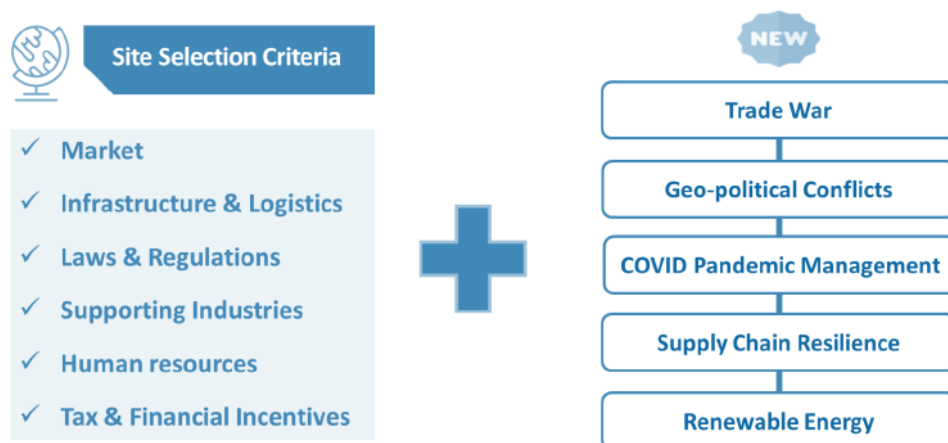 Site Selection Criteria
Market
Infrastructure & Logistics
Laws & Regulations
Supporting Industries
Human resources
Tax & Financial Incentives
NEW
Trade War
Geo-political Conflicts
COVID Pandemic Management
Supply Chain Resilience
Renewable Energy